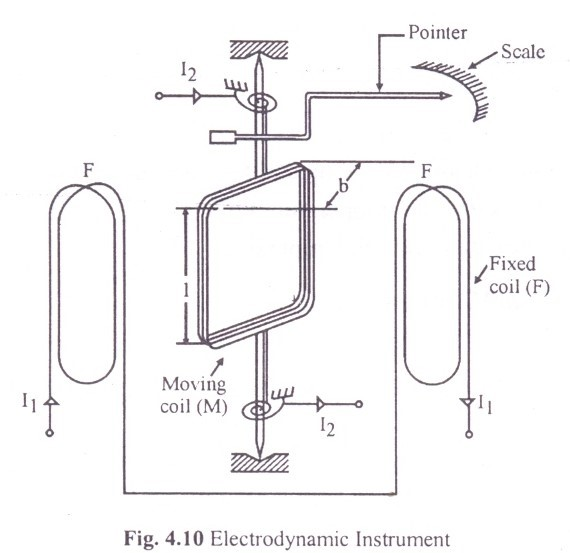 Pointer
Scale
I2
F
b
F
l
Fixed
coil (F)
Moving
coil (M)
I1
I2
I1
Fig. 4.10 Electrodynamic Instrument